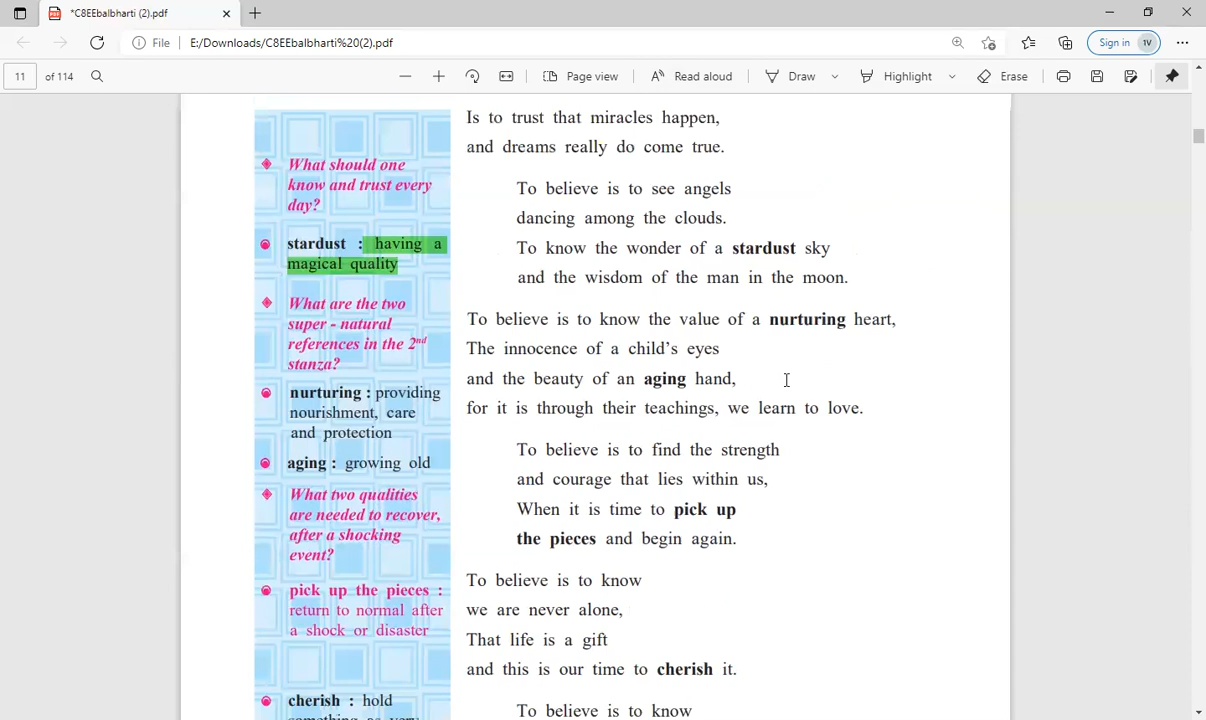 *C8EEbalbharti (2).pdf
File E:/Downloads/C8EEbalbharti%20(2).pdf Sign in
11 of 114 Page view Read aloud Draw Highlight Erase
Is to trust that miracles happen,
and dreams really do come true.
To believe is to see angels
dancing among the clouds.
To know the wonder of a stardust sky
and the wisdom of the man in the moon.
To believe is to know the value of a nurturing heart,
The innocence of a child's eyes
and the beauty of an aging hand,
for it is through their teachings, we learn to love.
To believe is to find the strength
and courage that lies within us,
When it is time to pick up
the pieces and begin again.
To believe is to know
we are never alone,
That life is a gift
and this is our time to cherish it.
To believe is to know
What should one
know and trust every
day?
stardust : having a
magical quality
What are the two
super - natural
references in the 2nd
stanza?
nurturing : providing
nourishment, care
and protection
aging : growing old
What two qualities
are needed to recover,
after a shocking
event?
pick up the pieces :
return to normal after
a shock or disaster
cherish : hold
something as very